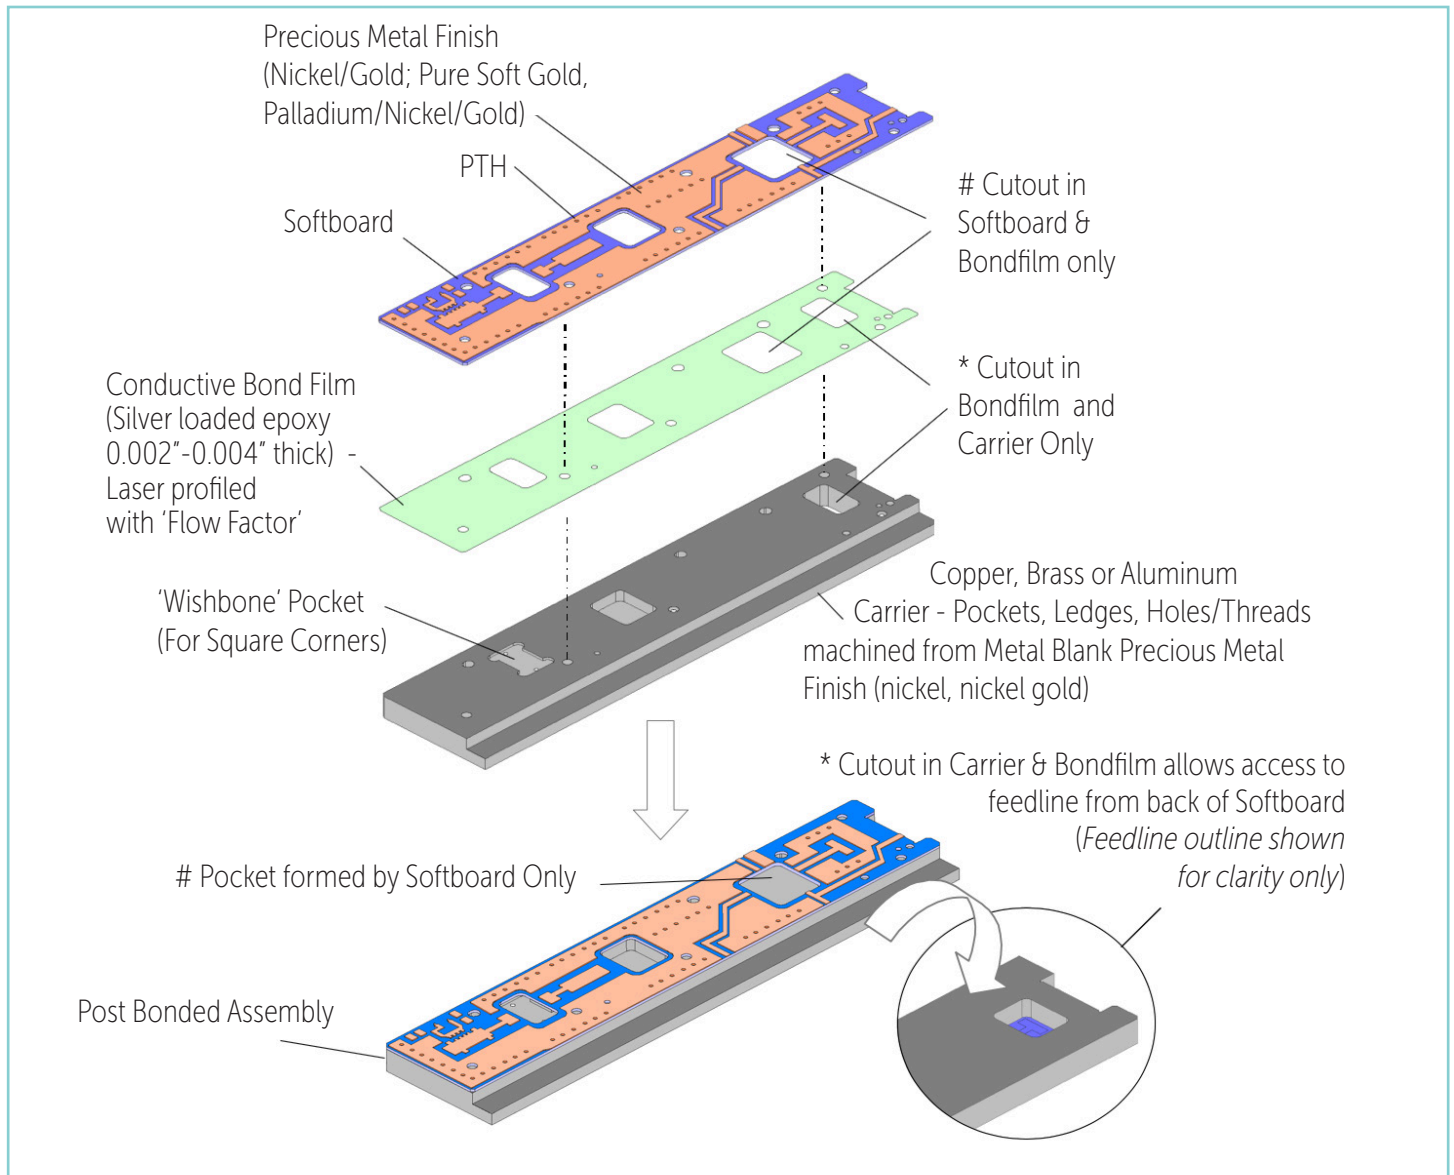 Precious Metal Finish
(Nickel/Gold; Pure Soft Gold,
Palladium/Nickel/Gold)
PTH
Softboard
# Cutout in
Softboard &
Bondfilm only
* Cutout in
Bondfilm and
Carrier Only
Conductive Bond Film
(Silver loaded epoxy
0.002"-0.004" thick) -
Laser profiled
with 'Flow Factor'
'Wishbone' Pocket
(For Square Corners)
Copper, Brass or Aluminum
Carrier - Pockets, Ledges, Holes/Threads
machined from Metal Blank Precious Metal
Finish (nickel, nickel gold)
* Cutout in Carrier & Bondfilm allows access to
feedline from back of Softboard
(Feedline outline shown
for clarity only)
# Pocket formed by Softboard Only
Post Bonded Assembly